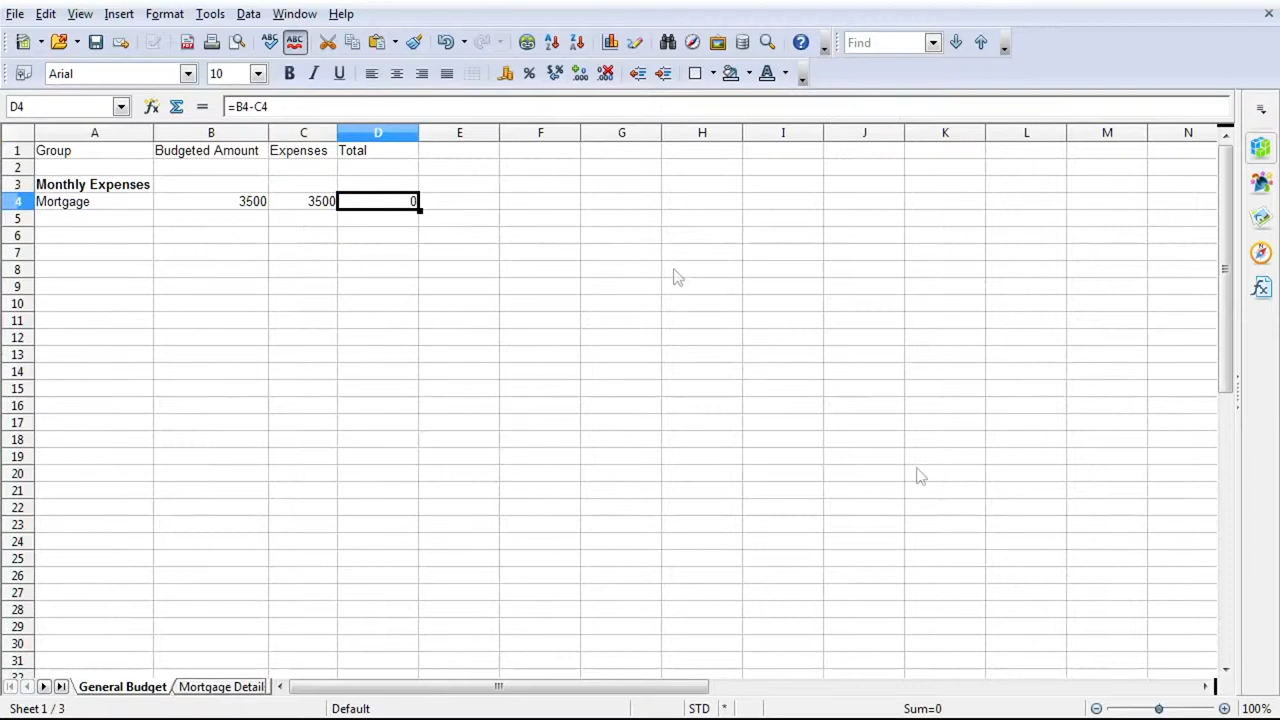 File Edit View Insert Format Tools Data Window Help
Find
Arial 10
D4 =B4-C4
A B C D E F G H I J K L M N
1 Group Budgeted Amount Expenses Total
2
3 Monthly Expenses
4 Mortgage 3500 3500 0
5
6
7
8
9
10
11
12
13
14
15
16
17
18
19
20
21
22
23
24
25
26
27
28
29
30
31
General Budget Mortgage Detail
Sheet 1 / 3 Default STD * Sum=0 100%